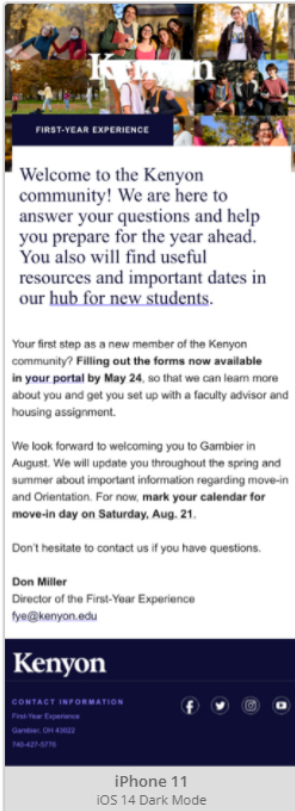 Kenyon
FIRST-YEAR EXPERIENCE
Welcome to the Kenyon
community! We are here to
answer your questions and help
you prepare for the year ahead.
You also will find useful
resources and important dates in
our hub for new students.
Your first step as a new member of the Kenyon
community? Filling out the forms now available
in your portal by May 24, so that we can learn more
about you and get you set up with a faculty advisor and
housing assignment.
We look forward to welcoming you to Gambier in
August. We will update you throughout the spring and
summer about important information regarding move-in
and Orientation. For now, mark your calendar for
move-in day on Saturday, Aug. 21.
Don't hesitate to contact us if you have questions.
Don Miller
Director of the First-Year Experience
fye@kenyon.edu
Kenyon
CONTACT INFORMATION
First-Year Experience
Gambier, OH 43022
740-427-5776
iPhone 11
iOS 14 Dark Mode